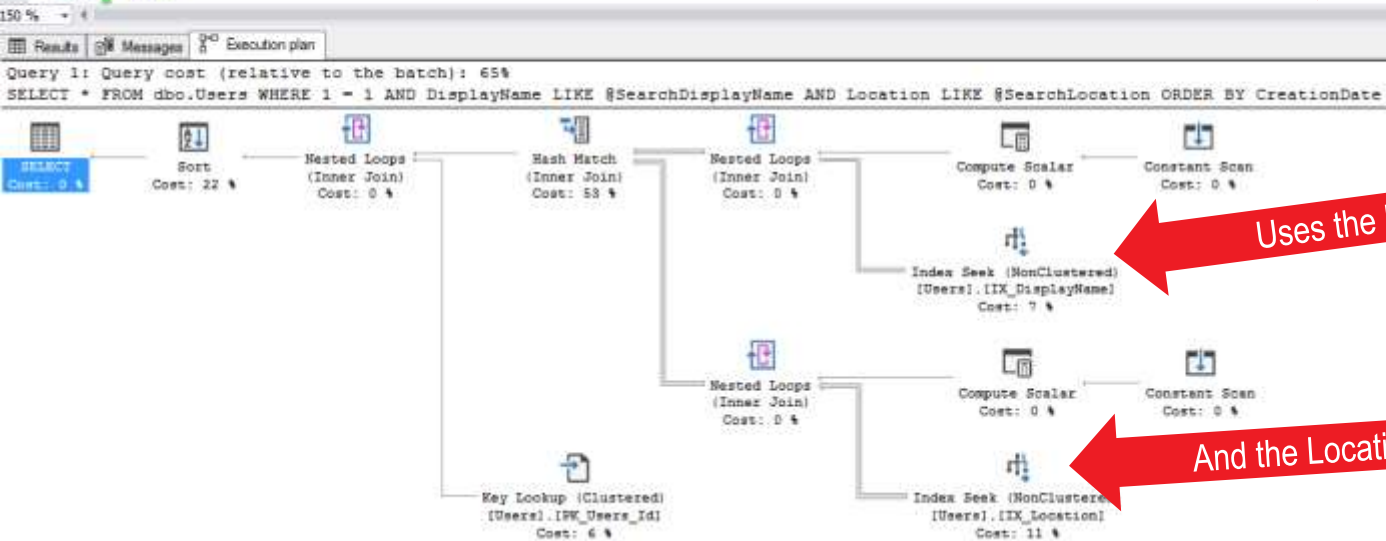 150 %
Results Messages Execution plan
Query 1: Query cost (relative to the batch): 65%
SELECT * FROM dbo.Users WHERE 1 = 1 AND DisplayName LIKE @SearchDisplayName AND Location LIKE @SearchLocation ORDER BY CreationDate
SELECT
Cost: 0 %
Sort
Cost: 22 %
Nested Loops
(Inner Join)
Cost: 0 %
Hash Match
(Inner Join)
Cost: 53 %
Nested Loops
(Inner Join)
Cost: 0 %
Compute Scalar
Cost: 0 %
Constant Scan
Cost: 0 %
Uses the
Index Seek (NonClustered)
[Users].[IX_DisplayName]
Cost: 7 %
Nested Loops
(Inner Join)
Cost: 0 %
Compute Scalar
Cost: 0 %
Constant Scan
Cost: 0 %
And the Locati
Key Lookup (Clustered)
[Users].[PK_Users_Id]
Cost: 6 %
Index Seek (NonClustere
[Users].[IX_Location]
Cost: 11 %